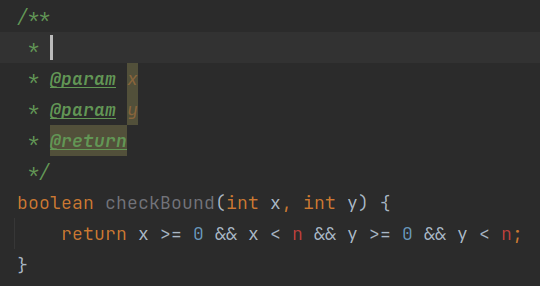 /**
 *
 * @param x
 * @param y
 * @return
 */
boolean checkBound(int x, int y) {
    return x >= 0 && x < n && y >= 0 && y < n;
}